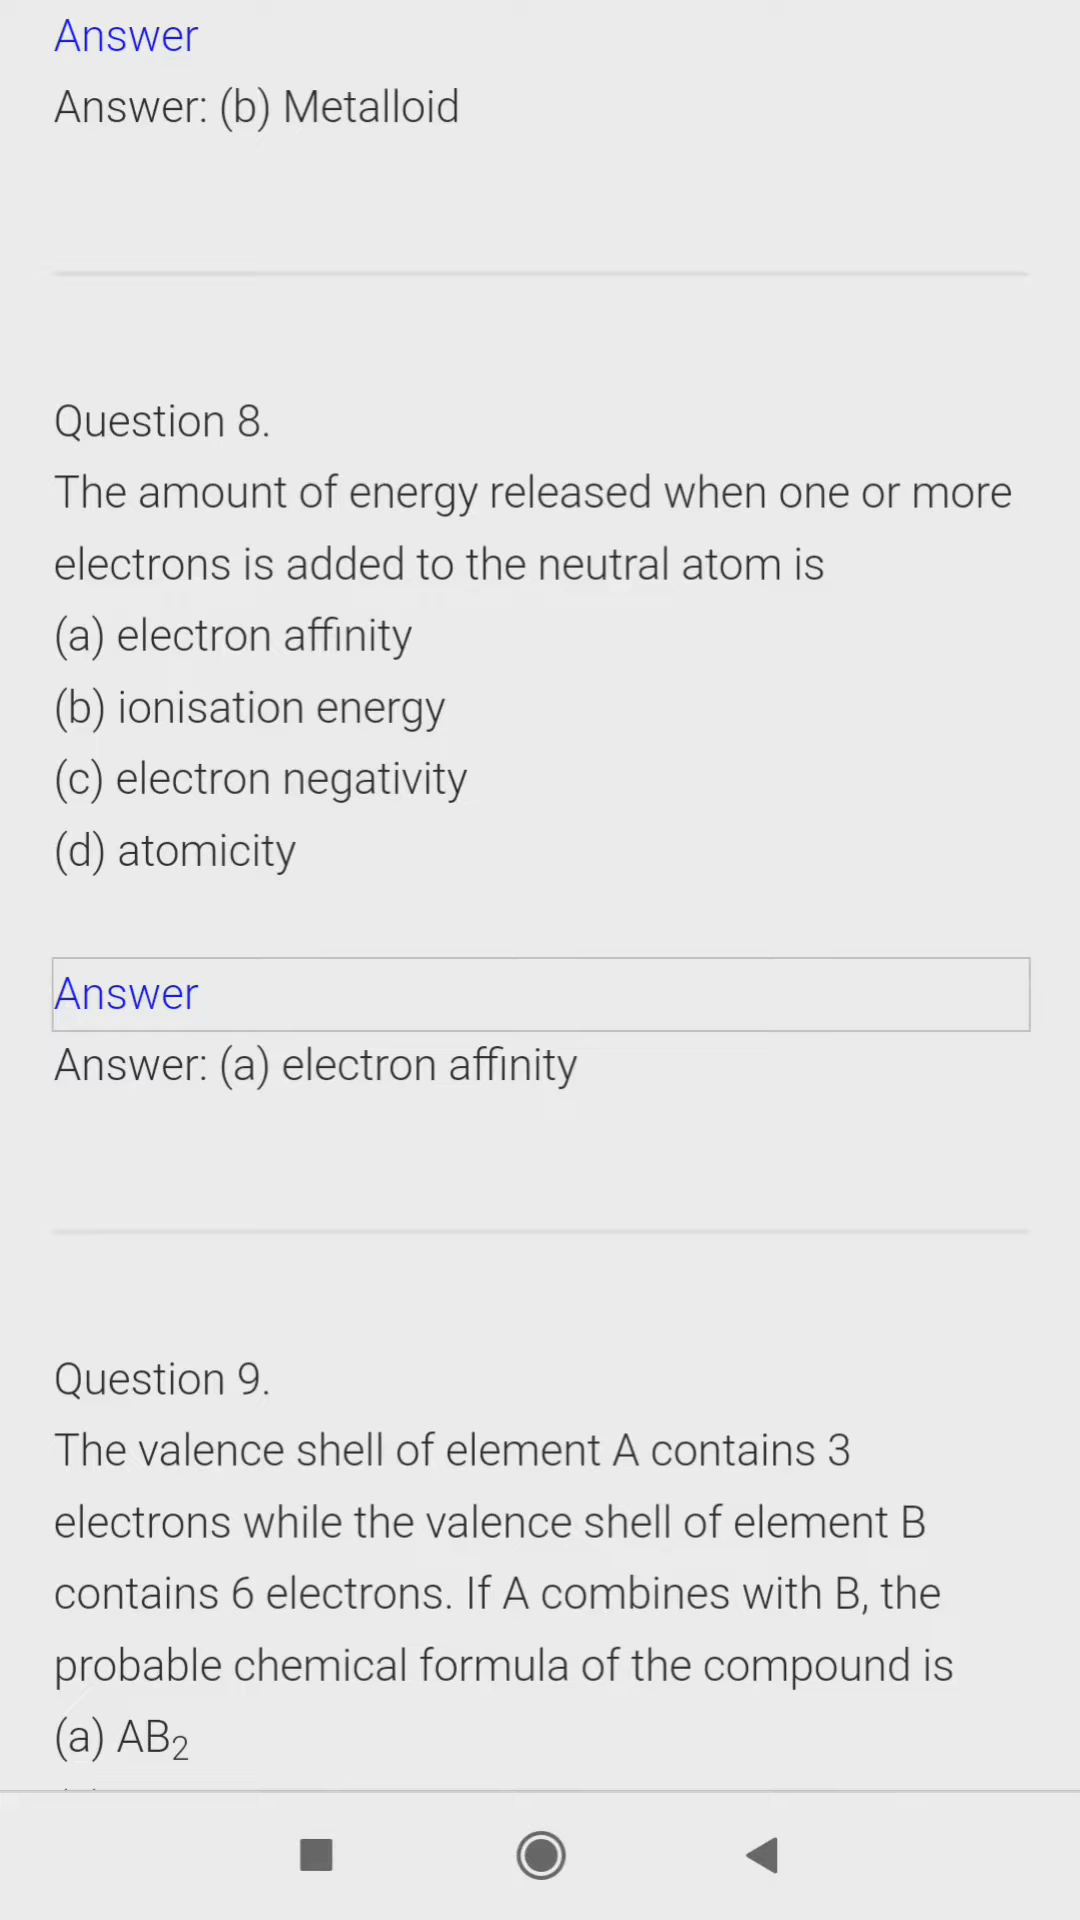 Answer
Answer: (b) Metalloid
Question 8.
The amount of energy released when one or more
electrons is added to the neutral atom is
(a) electron affinity
(b) ionisation energy
(c) electron negativity
(d) atomicity
Answer
Answer: (a) electron affinity
Question 9.
The valence shell of element A contains 3
electrons while the valence shell of element B
contains 6 electrons. If A combines with B, the
probable chemical formula of the compound is
(a) AB₂